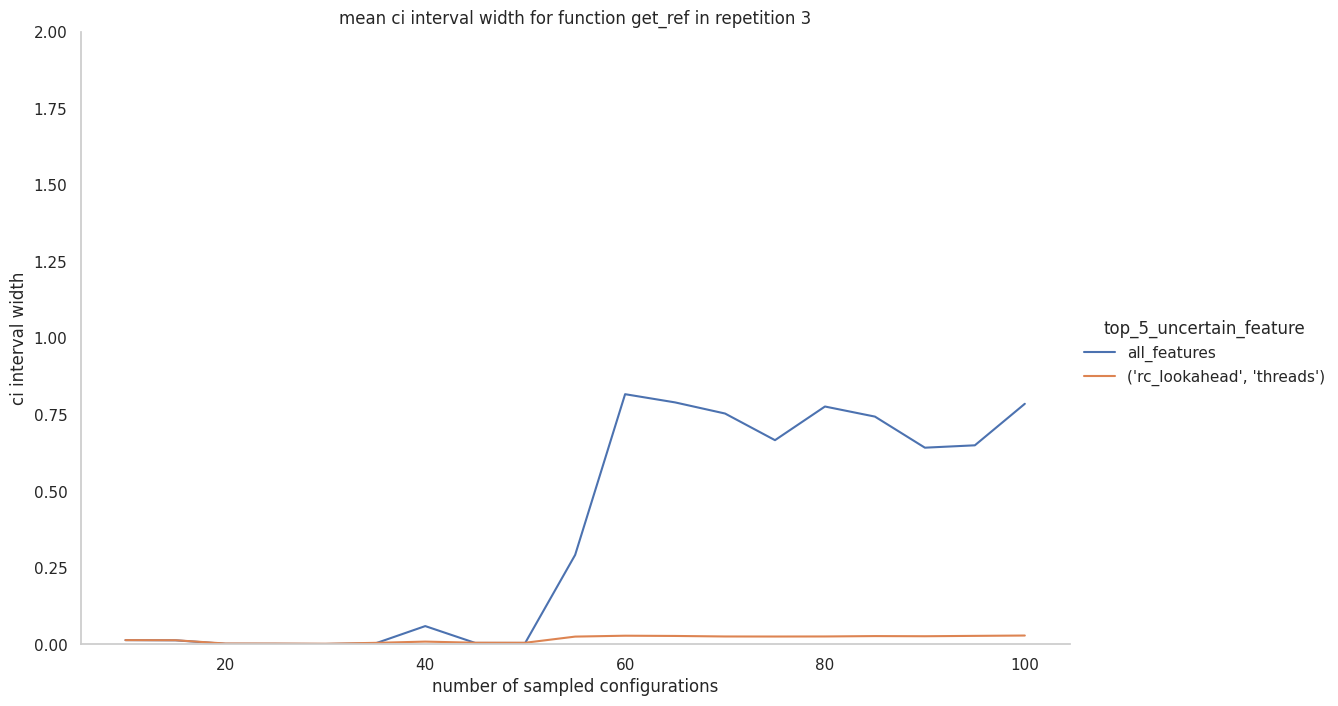 mean ci interval width for function get_ref in repetition 3
2.00
1.75
1.50
1.25
1.00
0.75
0.50
0.25
0.00
ci interval width
20
40
60
80
100
number of sampled configurations
top_5_uncertain_feature
all_features
('rc_lookahead', 'threads')